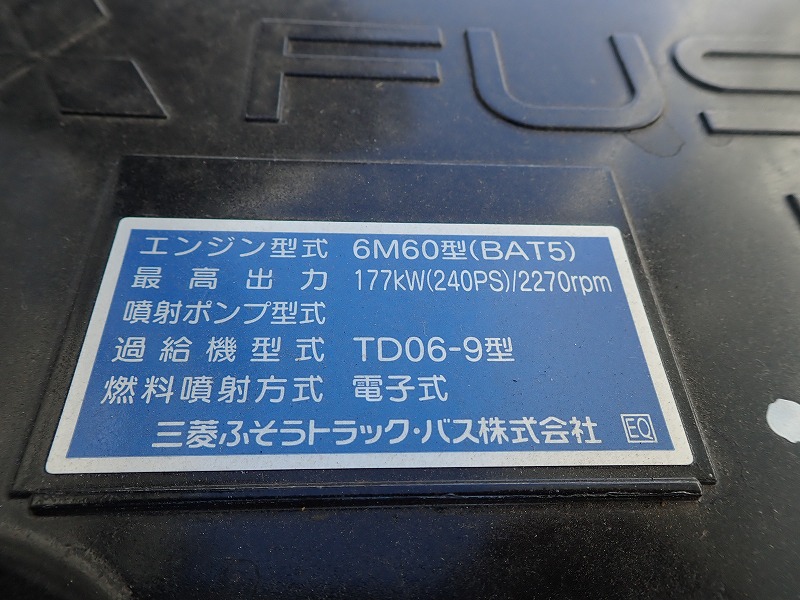 FUS
エンジン型式 6M60型(BAT5)
最高出力 177kW(240PS)/2270rpm
噴射ポンプ型式
過給機型式 TD06-9型
燃料噴射方式 電子式
三菱ふそうトラック・バス株式会社 EQ